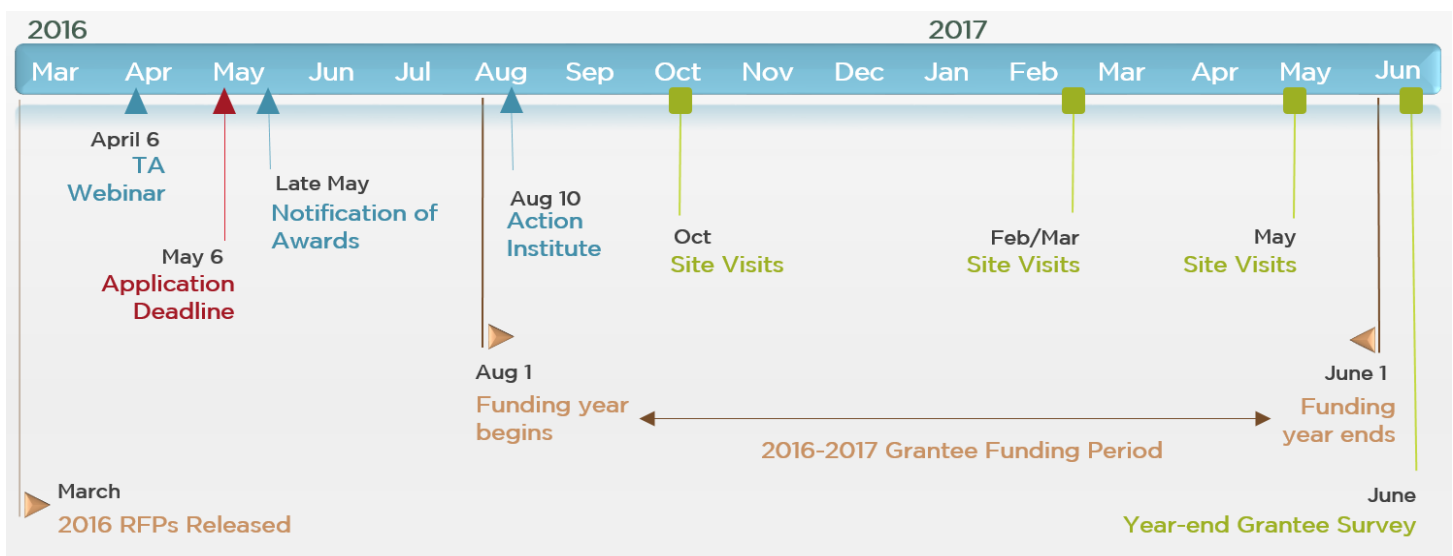 2016
2017
Mar Apr May Jun Jul Aug Sep Oct Nov Dec Jan Feb Mar Apr May Jun
April 6
TA
Webinar
May 6
Application
Deadline
Late May
Notification of
Awards
Aug 10
Action
Institute
Oct
Site Visits
Feb/Mar
Site Visits
May
Site Visits
Aug 1
Funding year
begins
2016-2017 Grantee Funding Period
June 1
Funding
year ends
March
2016 RFPs Released
June
Year-end Grantee Survey